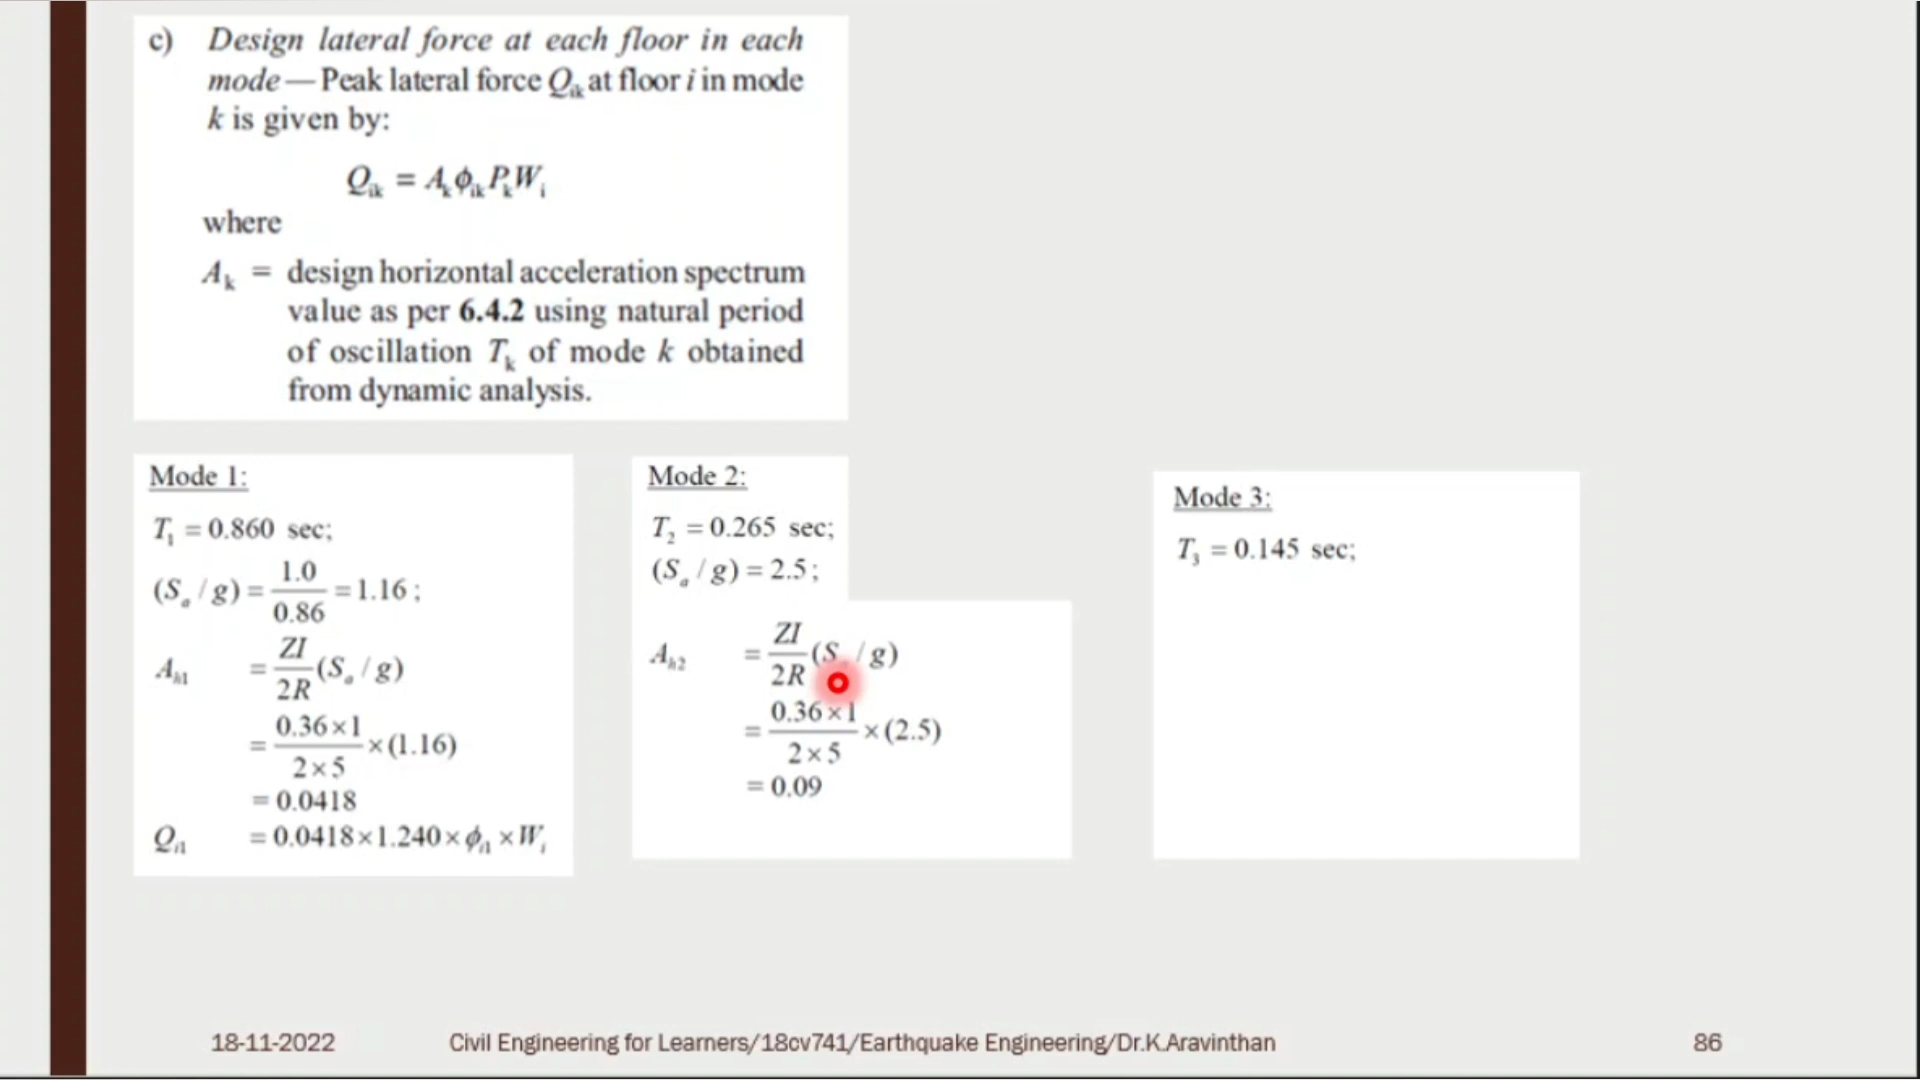 c) Design lateral force at each floor in each
mode — Peak lateral force Qik at floor i in mode
k is given by:
Qik = Ak ϕik Pk Wi
where
Ak = design horizontal acceleration spectrum
value as per 6.4.2 using natural period
of oscillation Tk of mode k obtained
from dynamic analysis.
Mode 1:
T1 = 0.860 sec;
(Sa / g) = 1.0 / 0.86 = 1.16 ;
Ah1 = ZI / 2R (Sa / g)
= 0.36×1 / 2×5 ×(1.16)
= 0.0418
Qi1 = 0.0418×1.240× ϕi1 ×Wi
Mode 2:
T2 = 0.265 sec;
(Sa / g) = 2.5 ;
Ah2 = ZI / 2R (S / g)
= 0.36×1 / 2×5 ×(2.5)
= 0.09
Mode 3:
T3 = 0.145 sec;
18-11-2022 Civil Engineering for Learners/18cv741/Earthquake Engineering/Dr.K.Aravinthan 86